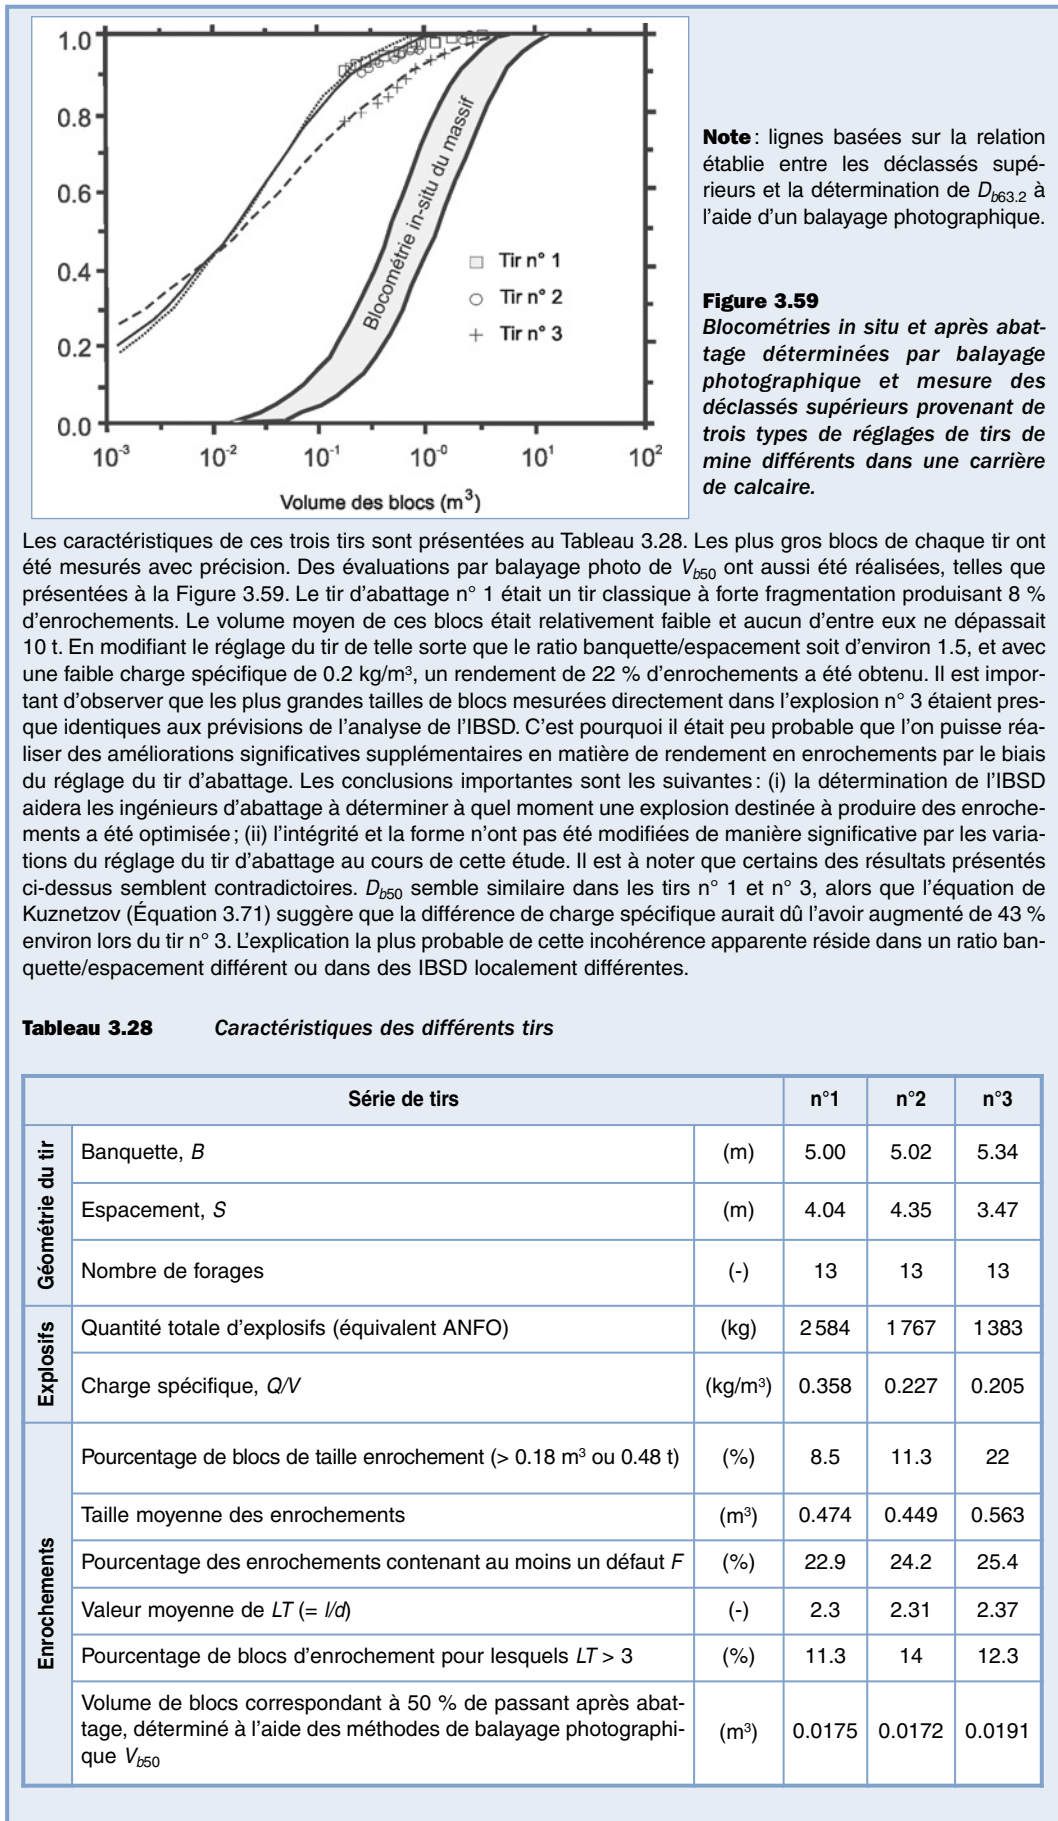 1.0
0.8
0.6
0.4
0.2
0.0
10-3
10-2
10-1
10-0
101
102
Volume des blocs (m3)
Blocométrie in-situ du massif
Tir n° 1
Tir n° 2
Tir n° 3
Note : lignes basées sur la relation
établie entre les déclassés supé-
rieurs et la détermination de Db63.2 à
l'aide d'un balayage photographique.
Figure 3.59
Blocométries in situ et après abat-
tage déterminées par balayage
photographique et mesure des
déclassés supérieurs provenant de
trois types de réglages de tirs de
mine différents dans une carrière
de calcaire.
Les caractéristiques de ces trois tirs sont présentées au Tableau 3.28. Les plus gros blocs de chaque tir ont
été mesurés avec précision. Des évaluations par balayage photo de Vb50 ont aussi été réalisées, telles que
présentées à la Figure 3.59. Le tir d'abattage n° 1 était un tir classique à forte fragmentation produisant 8 %
d'enrochements. Le volume moyen de ces blocs était relativement faible et aucun d'entre eux ne dépassait
10 t. En modifiant le réglage du tir de telle sorte que le ratio banquette/espacement soit d'environ 1.5, et avec
une faible charge spécifique de 0.2 kg/m³, un rendement de 22 % d'enrochements a été obtenu. Il est impor-
tant d'observer que les plus grandes tailles de blocs mesurées directement dans l'explosion n° 3 étaient pres-
que identiques aux prévisions de l'analyse de l'IBSD. C'est pourquoi il était peu probable que l'on puisse réa-
liser des améliorations significatives supplémentaires en matière de rendement en enrochements par le biais
du réglage du tir d'abattage. Les conclusions importantes sont les suivantes : (i) la détermination de l'IBSD
aidera les ingénieurs d'abattage à déterminer à quel moment une explosion destinée à produire des enroche-
ments a été optimisée ; (ii) l'intégrité et la forme n'ont pas été modifiées de manière significative par les varia-
tions du réglage du tir d'abattage au cours de cette étude. Il est à noter que certains des résultats présentés
ci-dessus semblent contradictoires. Db50 semble similaire dans les tirs n° 1 et n° 3, alors que l'équation de
Kuznetzov (Équation 3.71) suggère que la différence de charge spécifique aurait dû l'avoir augmenté de 43 %
environ lors du tir n° 3. L'explication la plus probable de cette incohérence apparente réside dans un ratio ban-
quette/espacement différent ou dans des IBSD localement différentes.
Tableau 3.28 Caractéristiques des différents tirs
Série de tirs n°1 n°2 n°3
Géométrie du tir
Banquette, B (m) 5.00 5.02 5.34
Espacement, S (m) 4.04 4.35 3.47
Nombre de forages (-) 13 13 13
Explosifs
Quantité totale d'explosifs (équivalent ANFO) (kg) 2 584 1 767 1 383
Charge spécifique, Q/V (kg/m³) 0.358 0.227 0.205
Enrochements
Pourcentage de blocs de taille enrochement (> 0.18 m³ ou 0.48 t) (%) 8.5 11.3 22
Taille moyenne des enrochements (m³) 0.474 0.449 0.563
Pourcentage des enrochements contenant au moins un défaut F (%) 22.9 24.2 25.4
Valeur moyenne de LT (= l/d) (-) 2.3 2.31 2.37
Pourcentage de blocs d'enrochement pour lesquels LT > 3 (%) 11.3 14 12.3
Volume de blocs correspondant à 50 % de passant après abat-
tage, déterminé à l'aide des méthodes de balayage photographi-
que Vb50 (m³) 0.0175 0.0172 0.0191